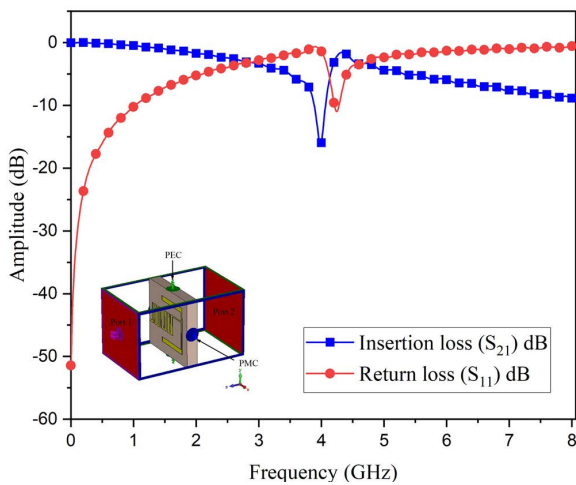 0
-10
-20
-30
-40
-50
-60
Amplitude (dB)
0 1 2 3 4 5 6 7 8
Frequency (GHz)
PEC
Port 1
Port 2
PMC
Insertion loss (S21) dB
Return loss (S11) dB